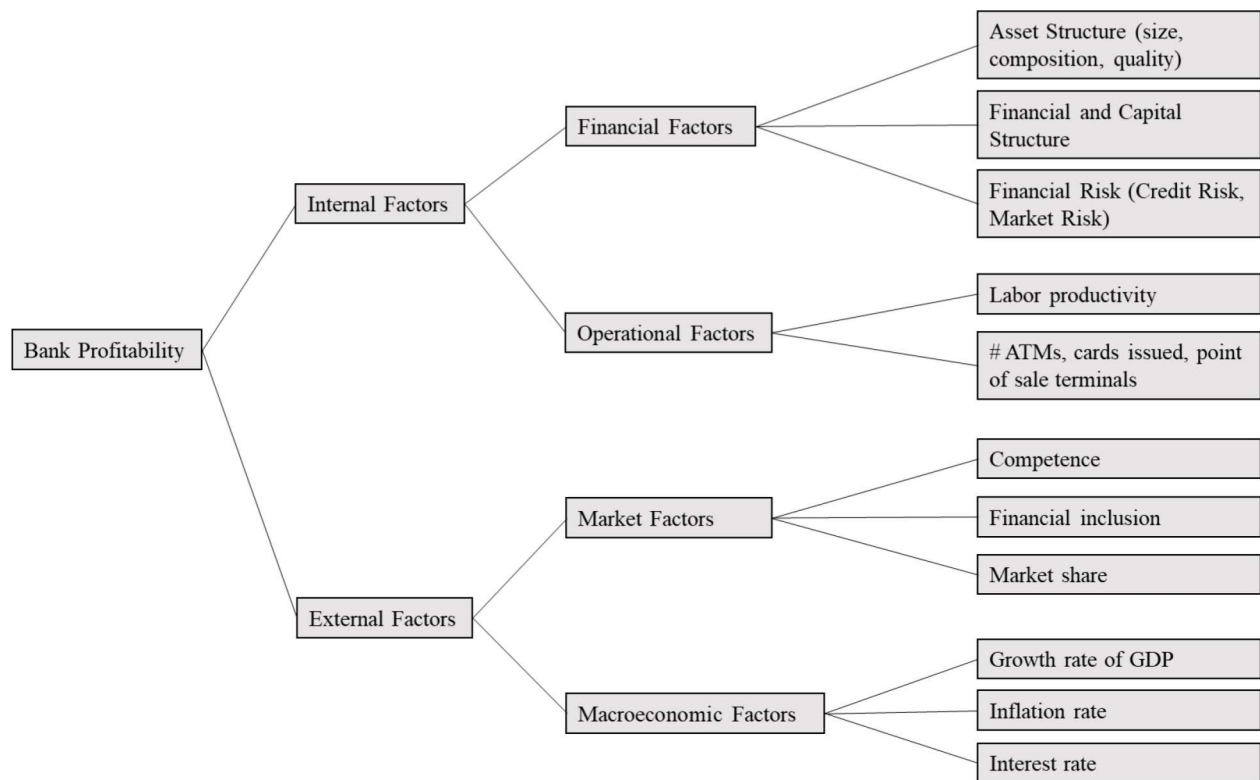 Asset Structure (size,
composition, quality)
Financial Factors
Financial and Capital
Structure
Internal Factors
Financial Risk (Credit Risk,
Market Risk)
Labor productivity
Operational Factors
Bank Profitability
# ATMs, cards issued, point
of sale terminals
Competence
Market Factors
Financial inclusion
Market share
External Factors
Growth rate of GDP
Macroeconomic Factors
Inflation rate
Interest rate